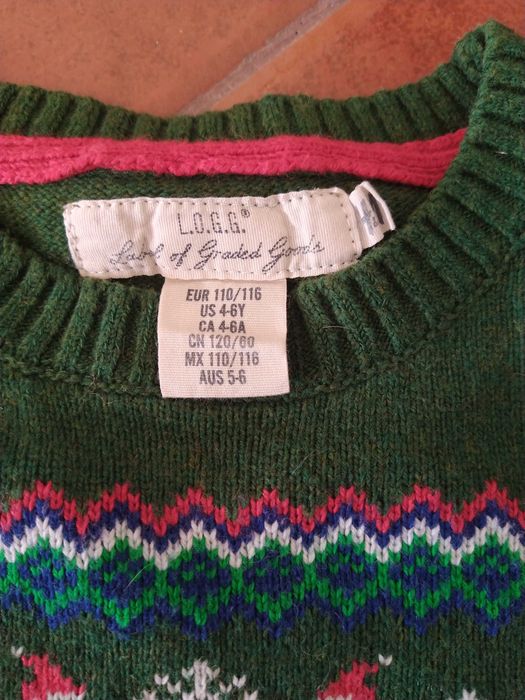 L.O.G.G.®
Label of Graded Goods
EUR 110/116
US 4-6Y
CA 4-6A
CN 120/60
MX 110/116
AUS 5-6